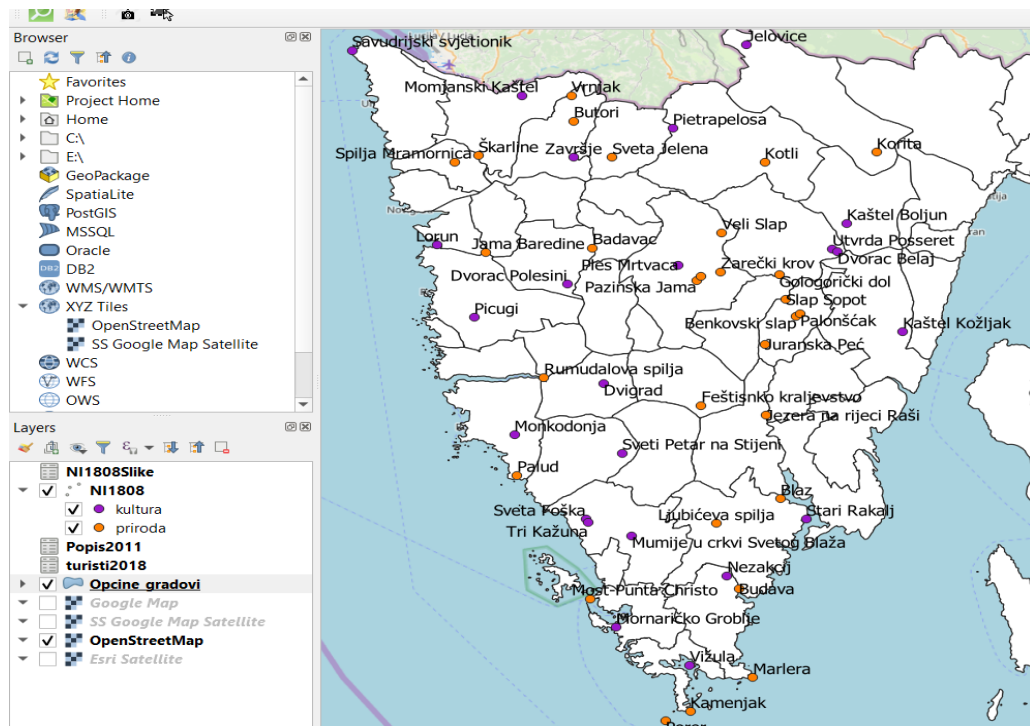 Browser
Favorites
Project Home
Home
C:\
E:\
GeoPackage
SpatiaLite
PostGIS
MSSQL
Oracle
DB2
DB2
WMS/WMTS
XYZ Tiles
OpenStreetMap
SS Google Map Satellite
WCS
WFS
OWS
Layers
NI1808Slike
NI1808
kultura
priroda
Popis2011
turisti2018
Opcine gradovi
Google Map
SS Google Map Satellite
OpenStreetMap
Esri Satellite
Savudrijski svjetionik
Jelovice
Momjanski Kaštel
Vrnjak
Butori
Pietrapelosa
Spilja Mramornica
Škarline
Završje
Sveta Jelena
Kotli
Korita
Kaštel Boljun
Lorun
Jama Baredine
Badavac
Veli Slap
Utvrda Posseret
Dvorac Belaj
Dvorac Polesini
Ples Mrtvaca
Zarečki krov
Pazinska Jama
Gologorički dol
Slap Sopot
Picugi
Benkovski slap
Palonšćak
Kaštel Kožljak
Juranska Peć
Rumudalova spilja
Dvigrad
Feštisnko kraljevstvo
Jezera na rijeci Raši
Monkodonja
Sveti Petar na Stijeni
Palud
Blaz
Sveta Foška
Tri Kažuna
Ljubićeva spilja
Stari Rakalj
Mumije u crkvi Svetog Blaža
Nezakcij
Most-Punta Christo
Budava
Mornaričko Groblje
Vižula
Marlera
Kamenjak